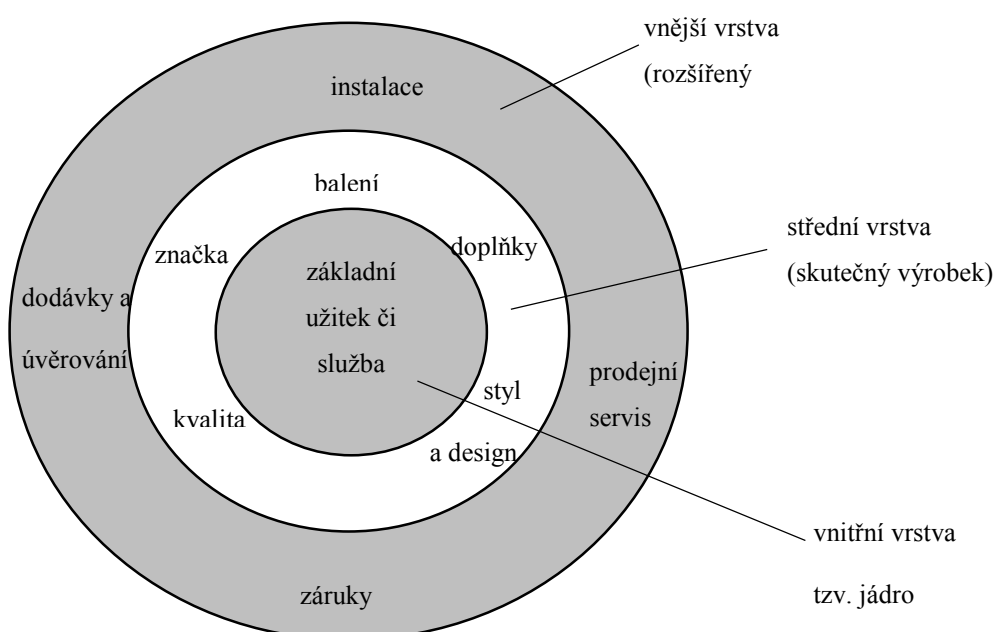 vnější vrstva
(rozšířený
instalace
balení
doplňky
značka
střední vrstva
(skutečný výrobek)
základní
užitek či
služba
dodávky a
úvěrování
prodejní
servis
styl
a design
kvalita
vnitřní vrstva
tzv. jádro
záruky